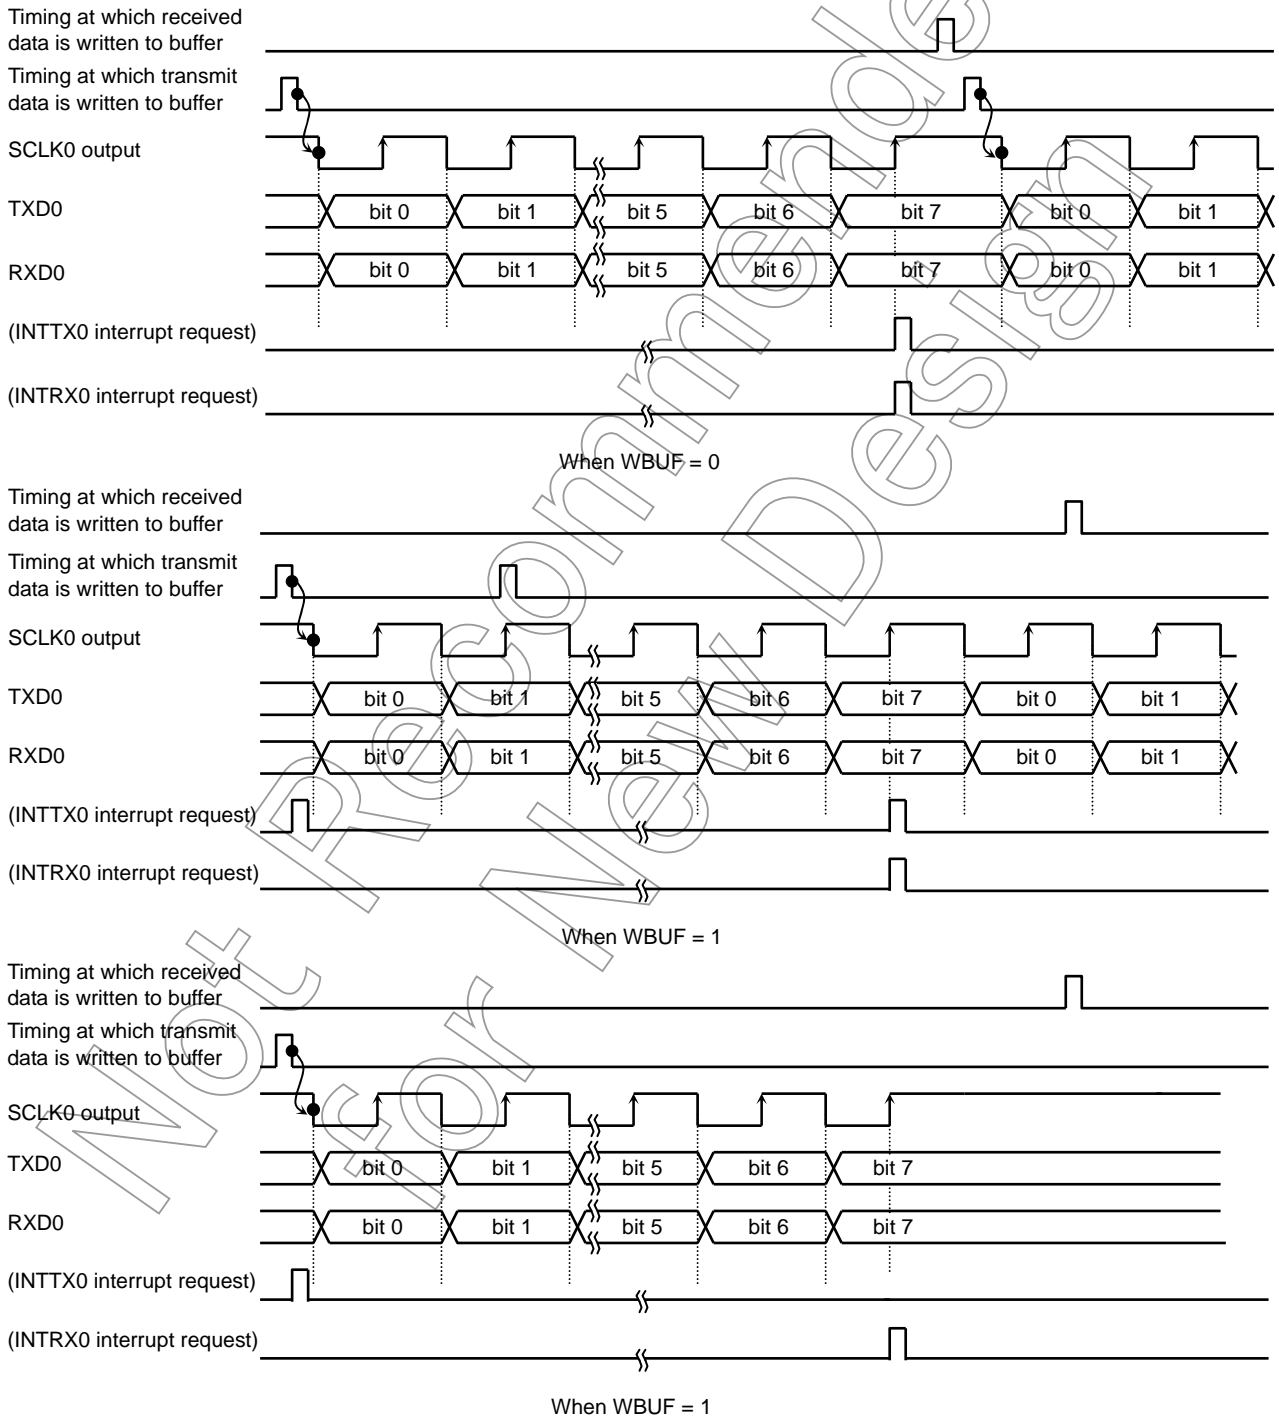 Timing at which received
data is written to buffer
Timing at which transmit
data is written to buffer
SCLK0 output
TXD0
bit 0 bit 1 bit 5 bit 6 bit 7 bit 0 bit 1
RXD0
bit 0 bit 1 bit 5 bit 6 bit 7 bit 0 bit 1
(INTTX0 interrupt request)
(INTRX0 interrupt request)
When WBUF = 0
Timing at which received
data is written to buffer
Timing at which transmit
data is written to buffer
SCLK0 output
TXD0
bit 0 bit 1 bit 5 bit 6 bit 7 bit 0 bit 1
RXD0
bit 0 bit 1 bit 5 bit 6 bit 7 bit 0 bit 1
(INTTX0 interrupt request)
(INTRX0 interrupt request)
When WBUF = 1
Timing at which received
data is written to buffer
Timing at which transmit
data is written to buffer
SCLK0 output
TXD0
bit 0 bit 1 bit 5 bit 6 bit 7
RXD0
bit 0 bit 1 bit 5 bit 6 bit 7
(INTTX0 interrupt request)
(INTRX0 interrupt request)
When WBUF = 1
Not Recommende
for New Design